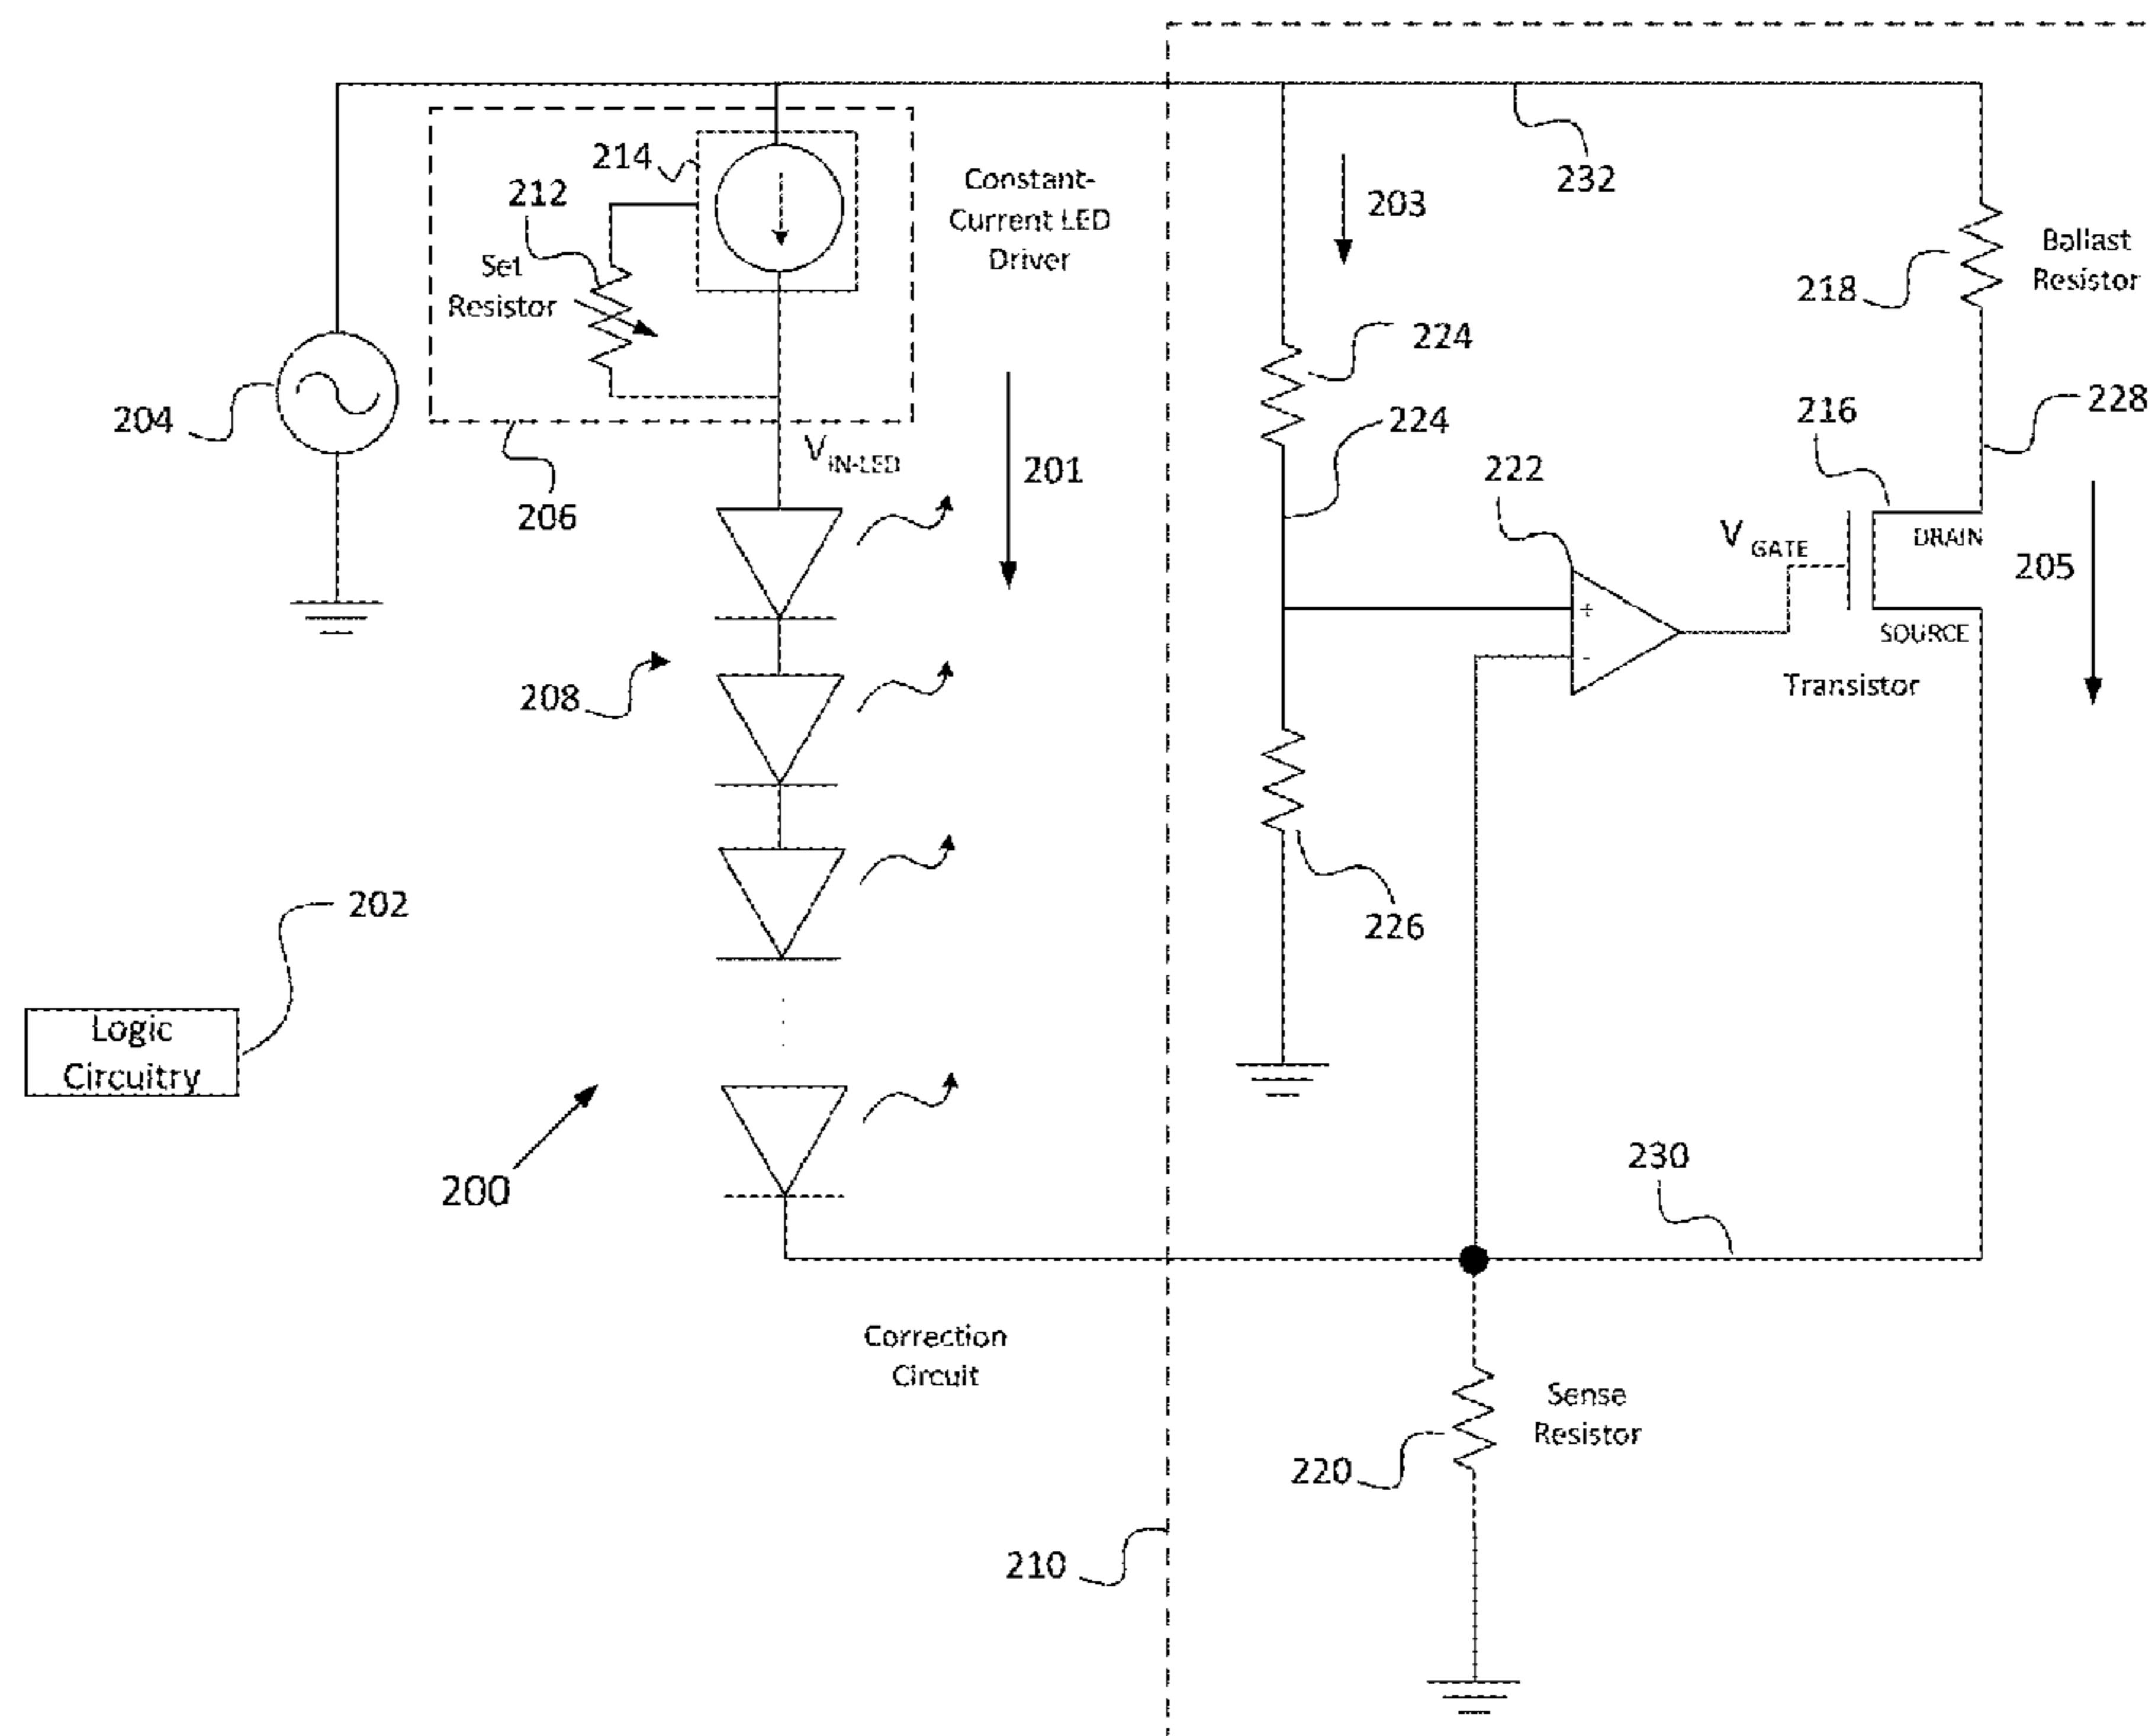 214
212
Set
Resistor
Constant-
Current LED
Driver
203
232
218
Ballast
Resistor
204
206
V IN-LED
201
224
224
222
216
228
V GATE
DRAIN
SOURCE
205
Transistor
+
-
208
202
226
Logic
Circuitry
200
230
Correction
Circuit
Sense
Resistor
220
210